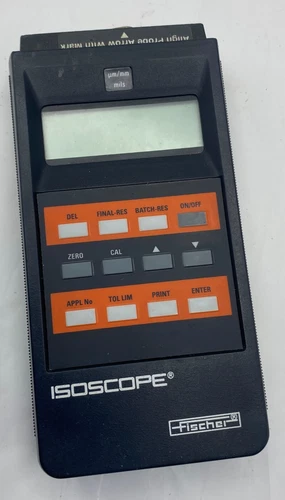 Align Probe Arrow With Mark
µm/mm
mils
DEL FINAL-RES BATCH-RES ON/OFF
ZERO CAL ▲ ▼
APPL No TOL LIM PRINT ENTER
ISOSCOPE®
Fischer®